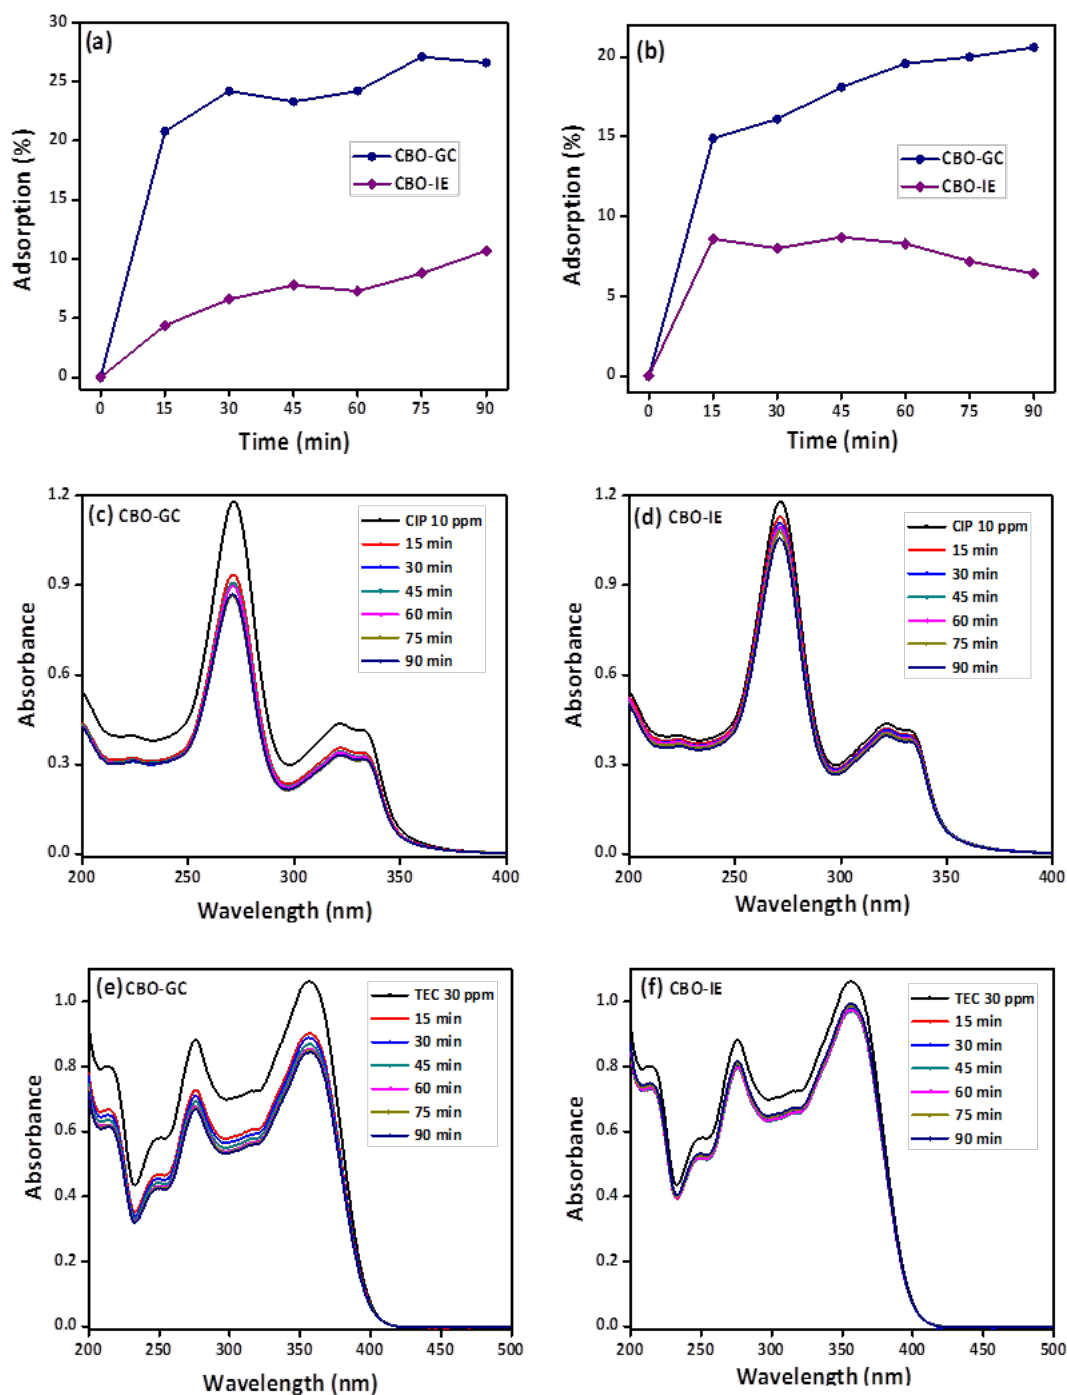 (a)
30
25
20
15
10
5
0
Adsorption (%)
CBO-GC
CBO-IE
0 15 30 45 60 75 90
Time (min)
(b)
20
15
10
5
0
Adsorption (%)
CBO-GC
CBO-IE
0 15 30 45 60 75 90
Time (min)
(c) CBO-GC
1.2
0.9
0.6
0.3
0.0
Absorbance
CIP 10 ppm
15 min
30 min
45 min
60 min
75 min
90 min
200 250 300 350 400
Wavelength (nm)
(d) CBO-IE
1.2
0.9
0.6
0.3
0.0
Absorbance
CIP 10 ppm
15 min
30 min
45 min
60 min
75 min
90 min
200 250 300 350 400
Wavelength (nm)
(e) CBO-GC
1.0
0.8
0.6
0.4
0.2
0.0
Absorbance
TEC 30 ppm
15 min
30 min
45 min
60 min
75 min
90 min
200 250 300 350 400 450 500
Wavelength (nm)
(f) CBO-IE
1.0
0.8
0.6
0.4
0.2
0.0
Absorbance
TEC 30 ppm
15 min
30 min
45 min
60 min
75 min
90 min
200 250 300 350 400 450 500
Wavelength (nm)